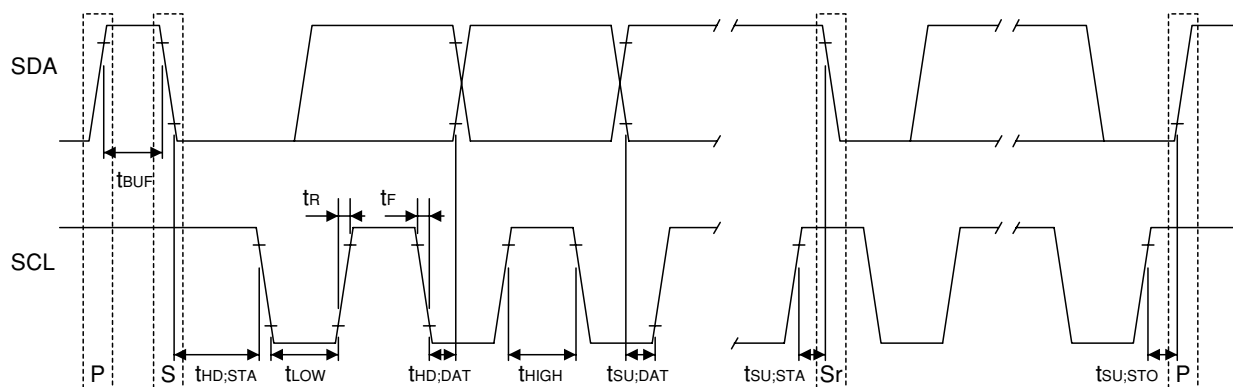 SDA
tBUF
tR
tF
SCL
P
S
tHD;STA
tLOW
tHD;DAT
tHIGH
tSU;DAT
tSU;STA
Sr
tSU;STO
P